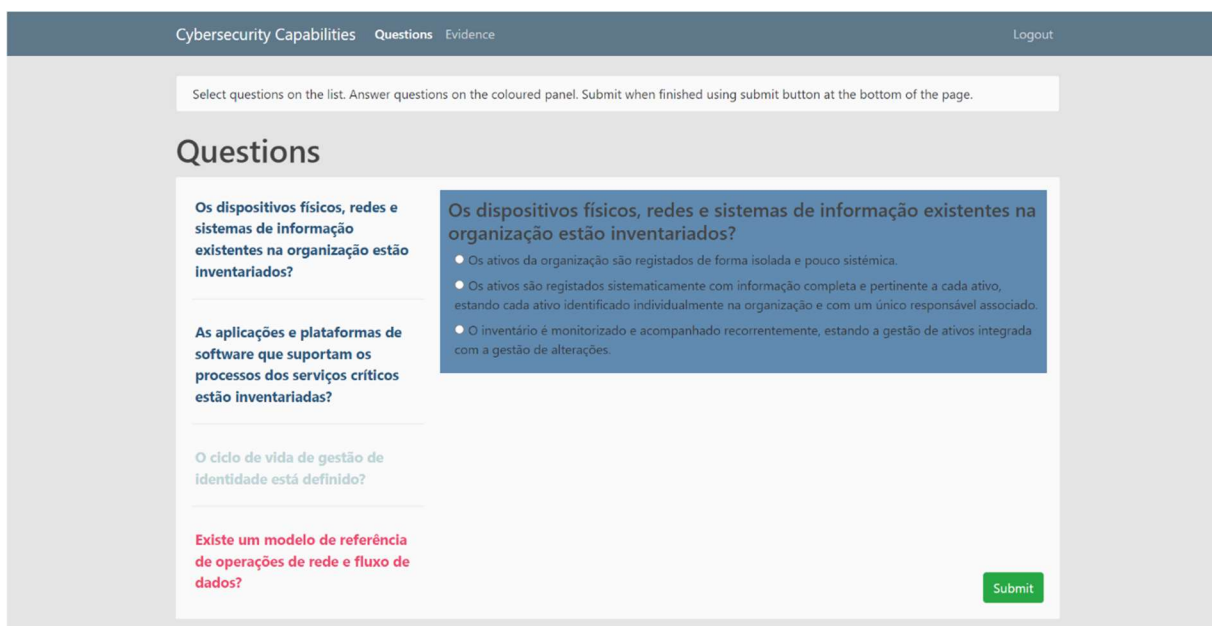 Cybersecurity Capabilities Questions Evidence Logout
Select questions on the list. Answer questions on the coloured panel. Submit when finished using submit button at the bottom of the page.
Questions
Os dispositivos físicos, redes e
sistemas de informação
existentes na organização estão
inventariados?
As aplicações e plataformas de
software que suportam os
processos dos serviços críticos
estão inventariadas?
O ciclo de vida de gestão de
identidade está definido?
Existe um modelo de referência
de operações de rede e fluxo de
dados?
Os dispositivos físicos, redes e sistemas de informação existentes na
organização estão inventariados?
Os ativos da organização são registados de forma isolada e pouco sistémica.
Os ativos são registados sistematicamente com informação completa e pertinente a cada ativo,
estando cada ativo identificado individualmente na organização e com um único responsável associado.
O inventário é monitorizado e acompanhado recorrentemente, estando a gestão de ativos integrada
com a gestão de alterações.
Submit